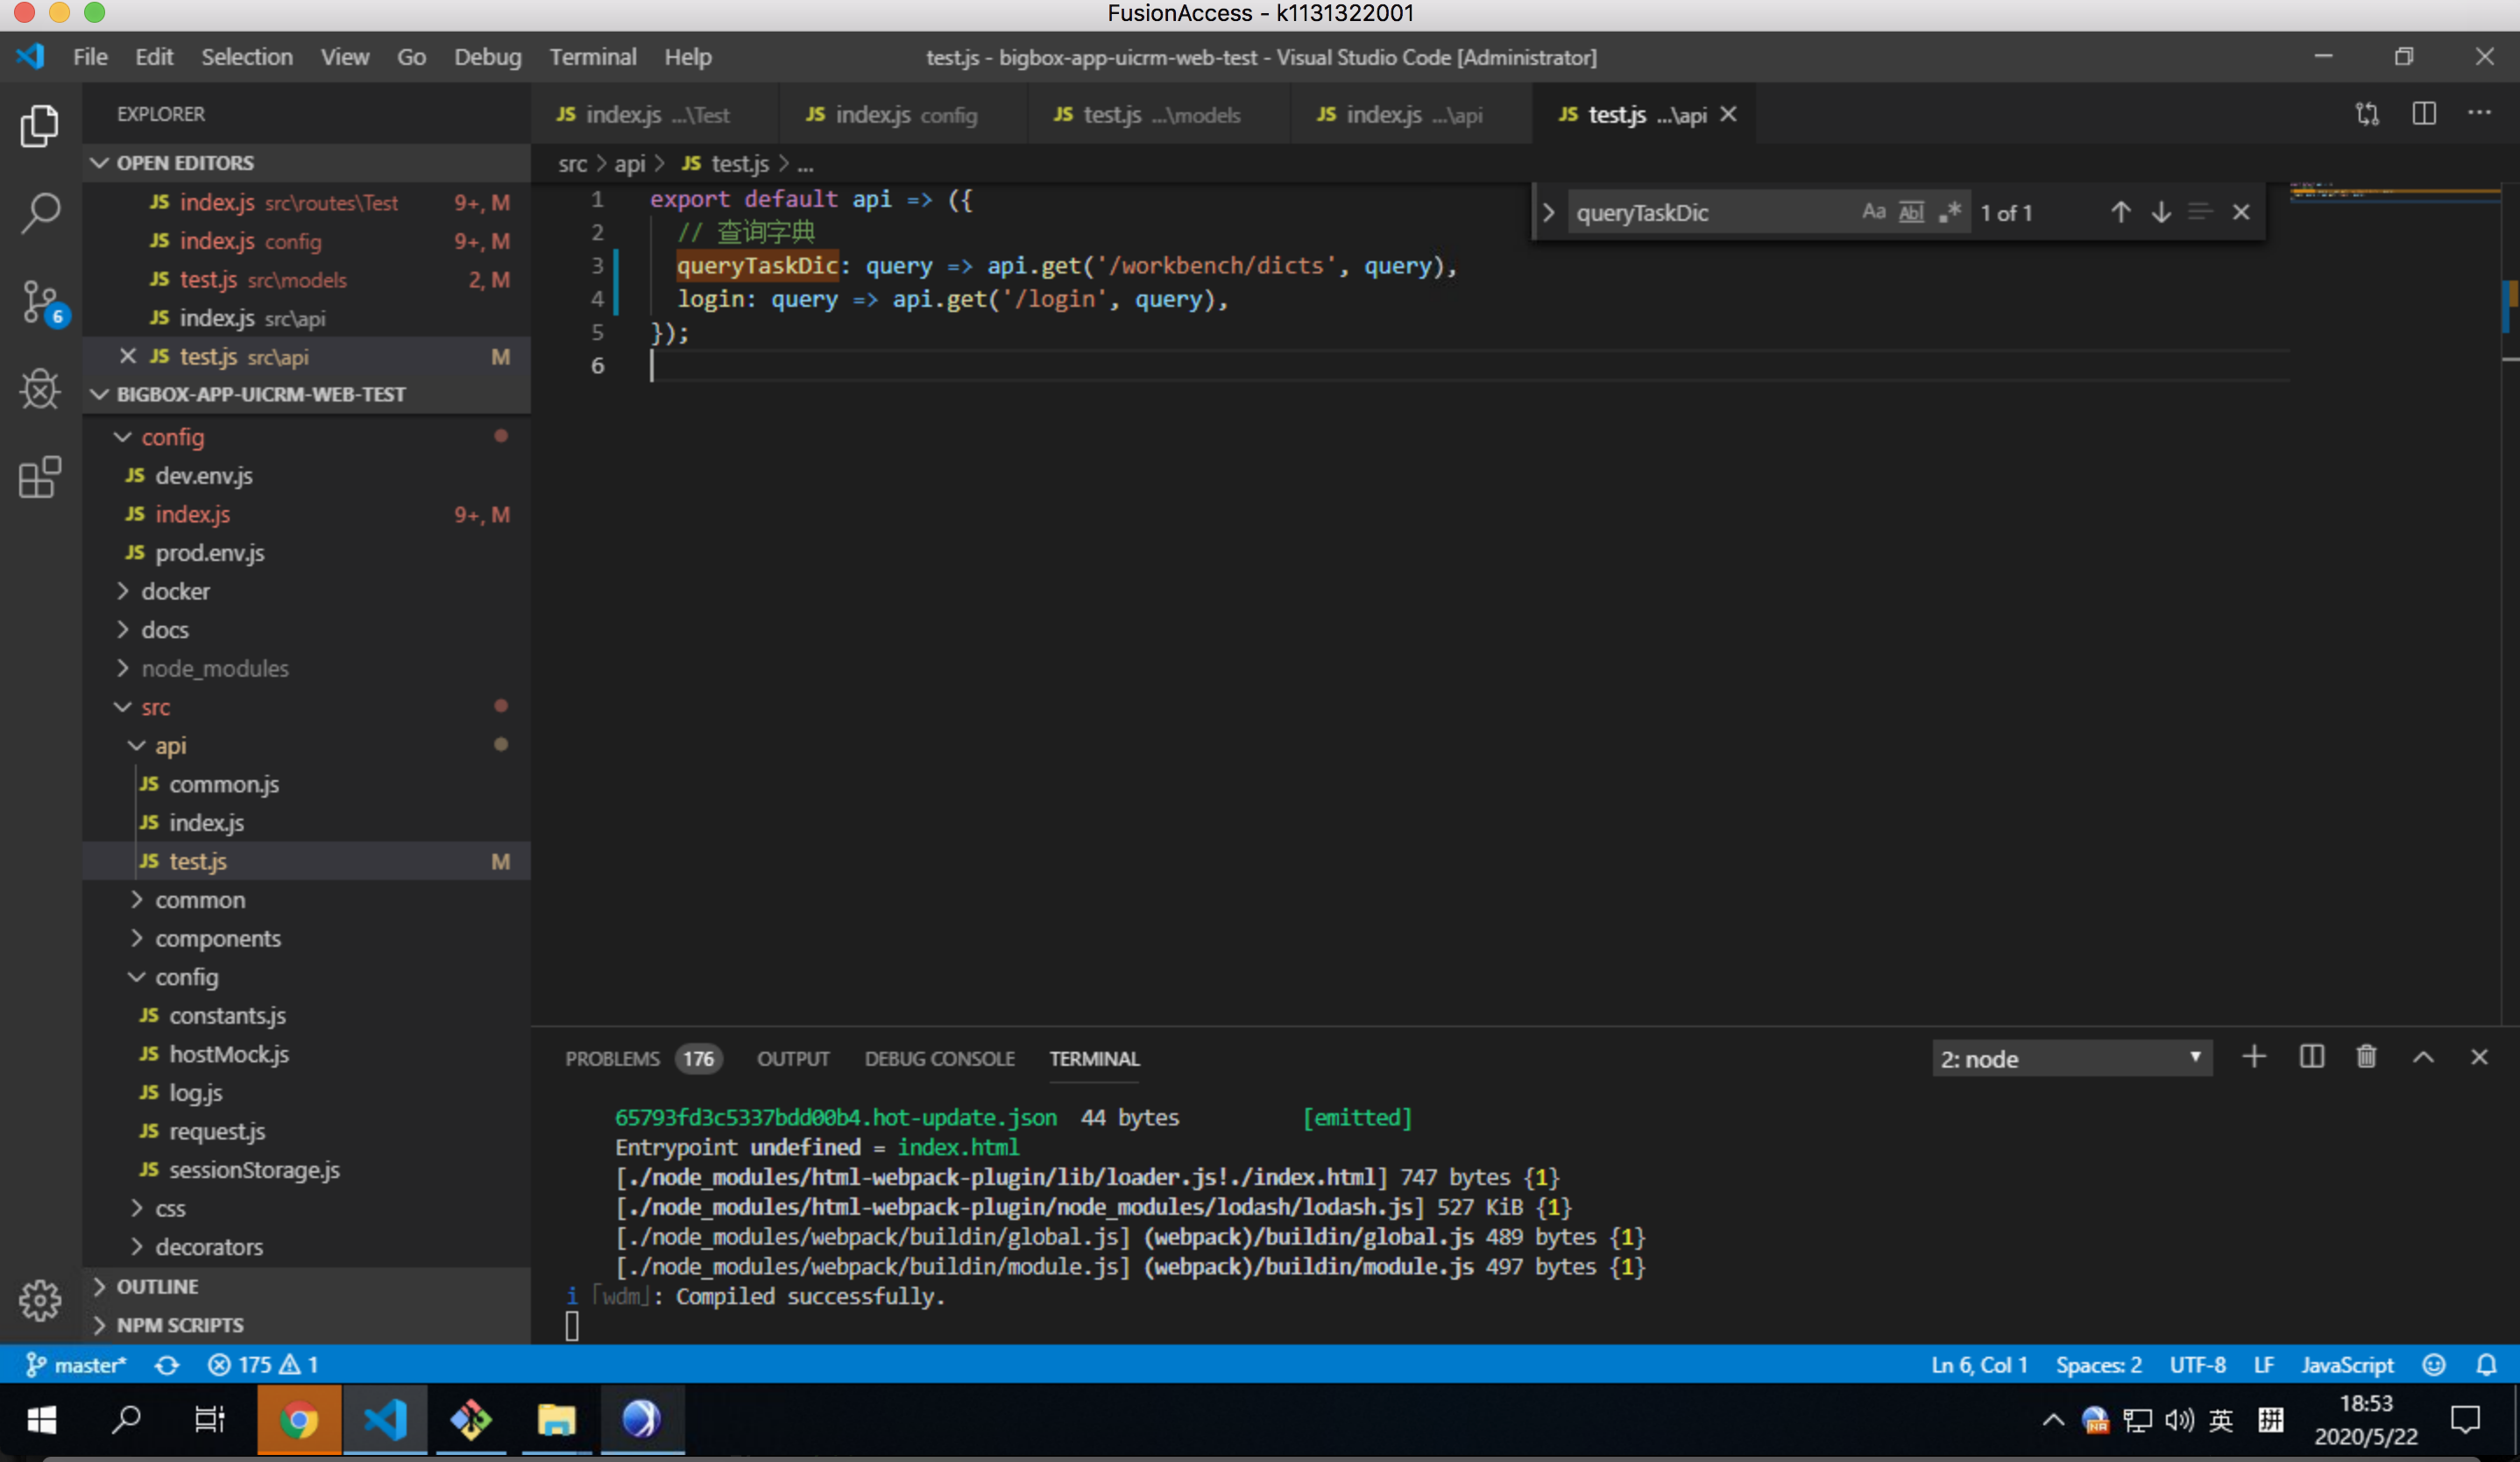 FusionAccess - k1131322001
File Edit Selection View Go Debug Terminal Help
test.js - bigbox-app-uicrm-web-test - Visual Studio Code [Administrator]
EXPLORER
OPEN EDITORS
JS index.js src\routes\Test 9+, M
JS index.js config 9+, M
JS test.js src\models 2, M
JS index.js src\api
JS test.js src\api M
BIGBOX-APP-UICRM-WEB-TEST
config
JS dev.env.js
JS index.js 9+, M
JS prod.env.js
docker
docs
node_modules
src
api
JS common.js
JS index.js
JS test.js M
common
components
config
JS constants.js
JS hostMock.js
JS log.js
JS request.js
JS sessionStorage.js
css
decorators
OUTLINE
NPM SCRIPTS
6
JS index.js ...\Test JS index.js config JS test.js ...\models JS index.js ...\api JS test.js ...\api
src > api > JS test.js > ...
queryTaskDic Aa Abl .* 1 of 1
1 export default api => ({
2 // 查询字典
3 queryTaskDic: query => api.get('/workbench/dicts', query),
4 login: query => api.get('/login', query),
5 });
6
PROBLEMS 176 OUTPUT DEBUG CONSOLE TERMINAL 2: node
65793fd3c5337bdd00b4.hot-update.json 44 bytes [emitted]
Entrypoint undefined = index.html
[./node_modules/html-webpack-plugin/lib/loader.js!./index.html] 747 bytes {1}
[./node_modules/html-webpack-plugin/node_modules/lodash/lodash.js] 527 KiB {1}
[./node_modules/webpack/buildin/global.js] (webpack)/buildin/global.js 489 bytes {1}
[./node_modules/webpack/buildin/module.js] (webpack)/buildin/module.js 497 bytes {1}
i ｢wdm｣: Compiled successfully.
master* 175 1 Ln 6, Col 1 Spaces: 2 UTF-8 LF JavaScript
英 拼
18:53
2020/5/22